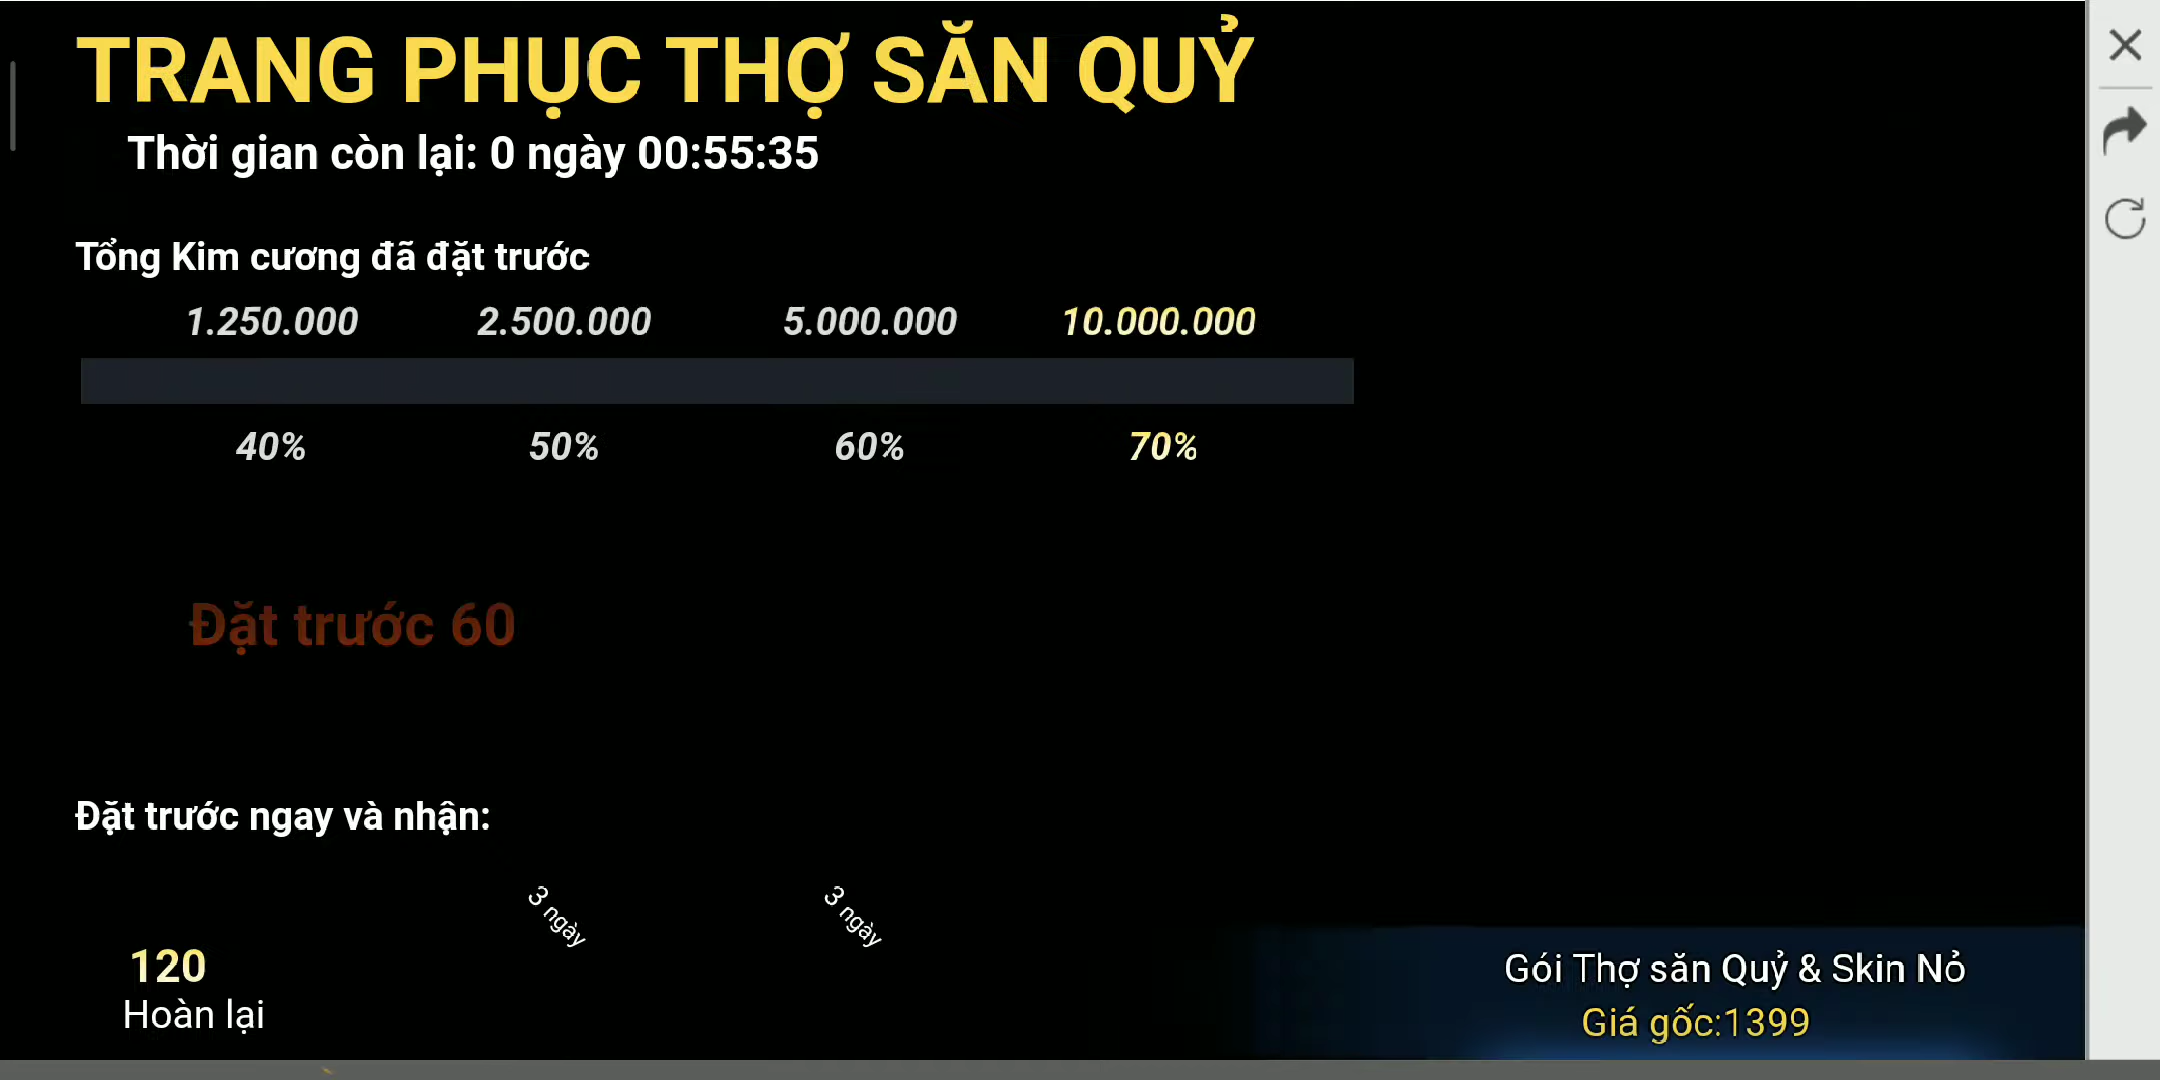 TRANG PHỤC THỢ SĂN QUỶ
Thời gian còn lại: 0 ngày 00:55:35
Tổng Kim cương đã đặt trước
1.250.000 2.500.000 5.000.000 10.000.000
40% 50% 60% 70%
Đặt trước 60
Đặt trước ngay và nhận:
3 ngày 3 ngày
120
Hoàn lại
Gói Thợ săn Quỷ & Skin Nỏ
Giá gốc:1399